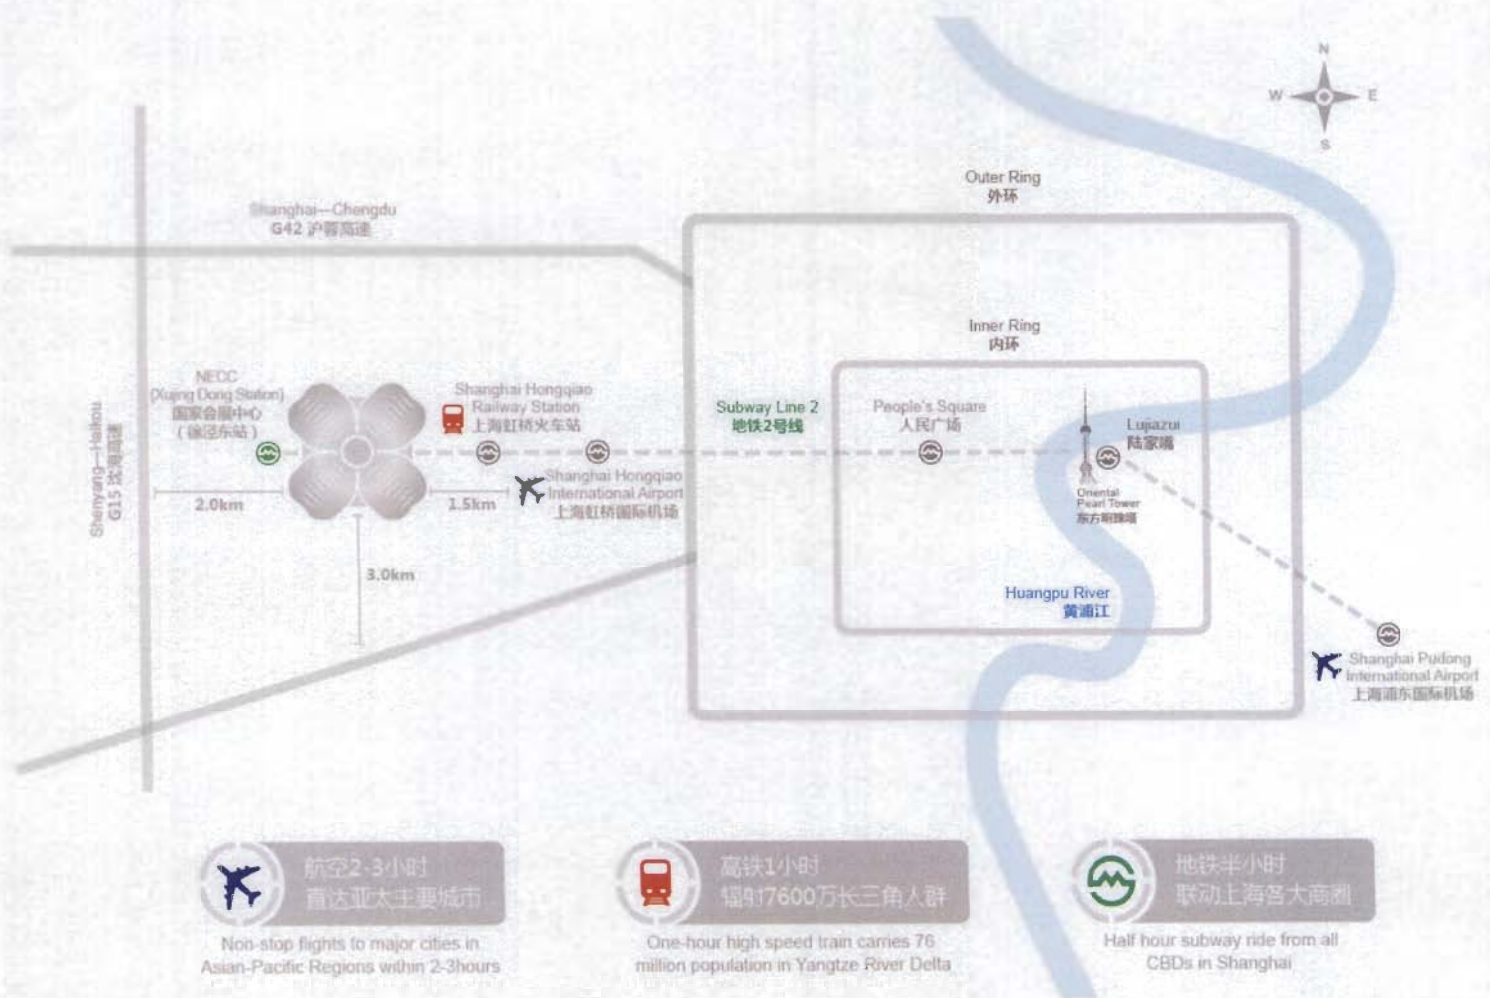 N
W
E
S
Outer Ring
外环
Shanghai—Chengdu
G42 沪蓉高速
Inner Ring
内环
Shenyang—Haikou
G15 沈海高速
NECC
(Xujing Dong Station)
国家会展中心
（徐泾东站）
Shanghai Hongqiao
Railway Station
上海虹桥火车站
Subway Line 2
地铁2号线
People's Square
人民广场
Lujiazui
陆家嘴
Shanghai Hongqiao
International Airport
上海虹桥国际机场
Oriental
Pearl Tower
东方明珠塔
2.0km
1.5km
3.0km
Huangpu River
黄浦江
Shanghai Pudong
International Airport
上海浦东国际机场
航空2-3小时
直达亚太主要城市
Non-stop flights to major cities in
Asian-Pacific Regions within 2-3hours
高铁1小时
辐射7600万长三角人群
One-hour high speed train carries 76
million population in Yangtze River Delta
地铁半小时
联动上海各大商圈
Half hour subway ride from all
CBDs in Shanghai